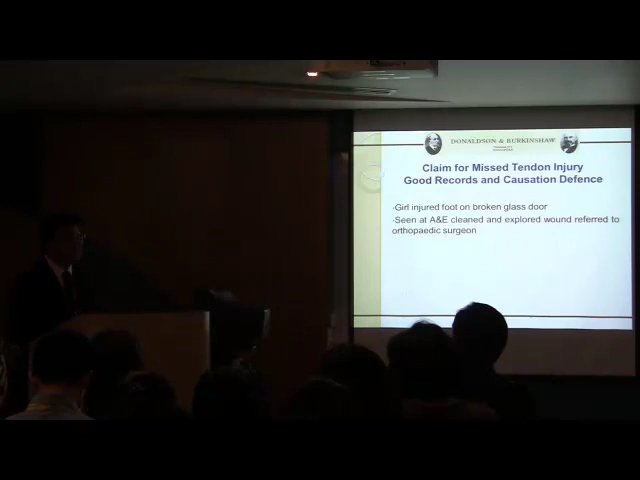 DONALDSON & BURKINSHAW
Claim for Missed Tendon Injury
Good Records and Causation Defence
-Girl injured foot on broken glass door
-Seen at A&E cleaned and explored wound referred to
orthopaedic surgeon